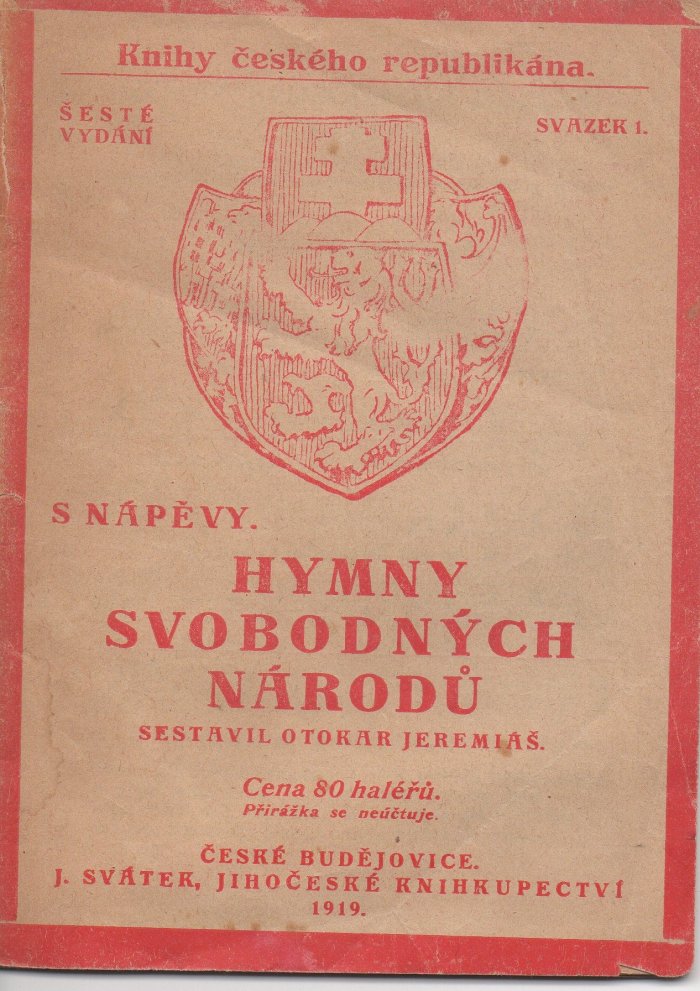 Knihy českého republikána.
ŠESTÉ
VYDÁNÍ
SVAZEK 1.
S NÁPĚVY.
HYMNY
SVOBODNÝCH
NÁRODŮ
SESTAVIL OTOKAR JEREMIÁŠ.
Cena 80 haléřů.
Přirážka se neúčtuje.
ČESKÉ BUDĚJOVICE.
J. SVÁTEK, JIHOČESKÉ KNIHKUPECTVÍ
1919.